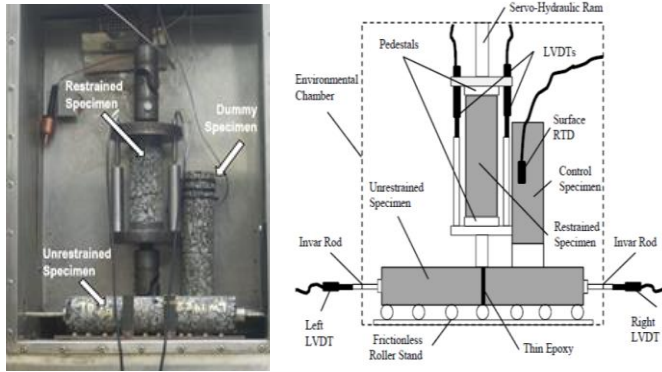 Restrained
Specimen
Dummy
Specimen
Unrestrained
Specimen
Servo-Hydraulic Ram
Pedestals
LVDTs
Environmental
Chamber
Surface
RTD
Control
Specimen
Unrestrained
Specimen
Restrained
Specimen
Invar Rod
Invar Rod
Left
LVDT
Right
LVDT
Frictionless
Roller Stand
Thin Epoxy